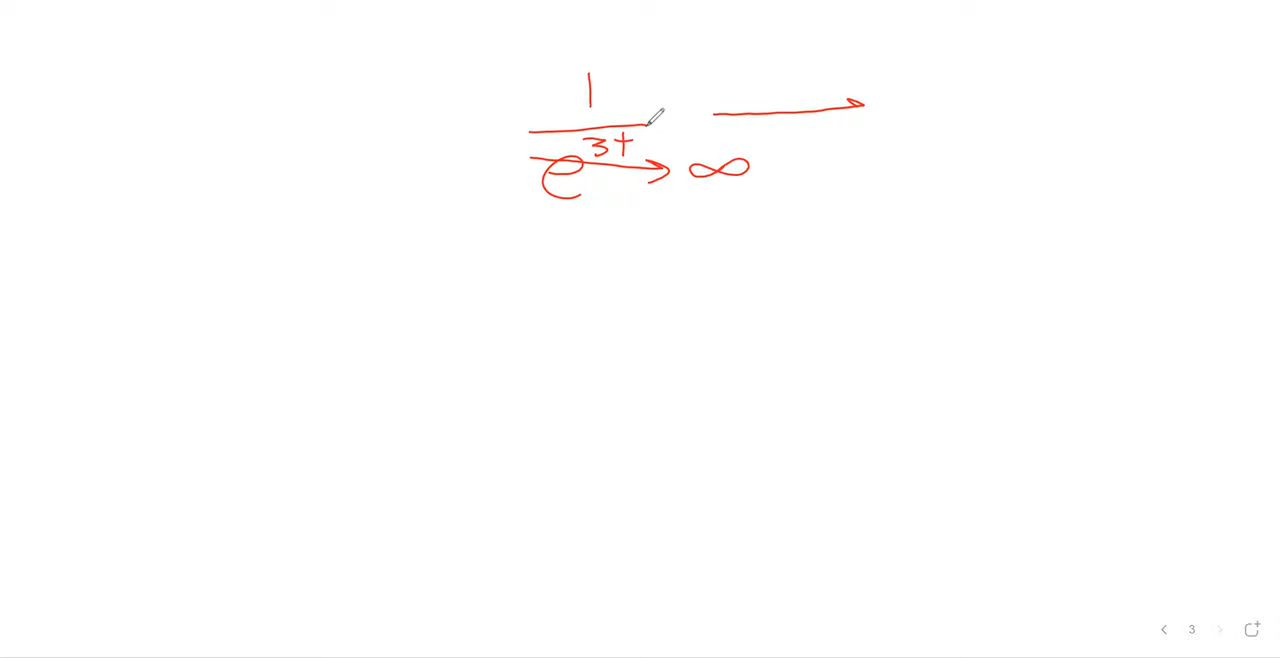 1
e^{3t} → ∞ →
3